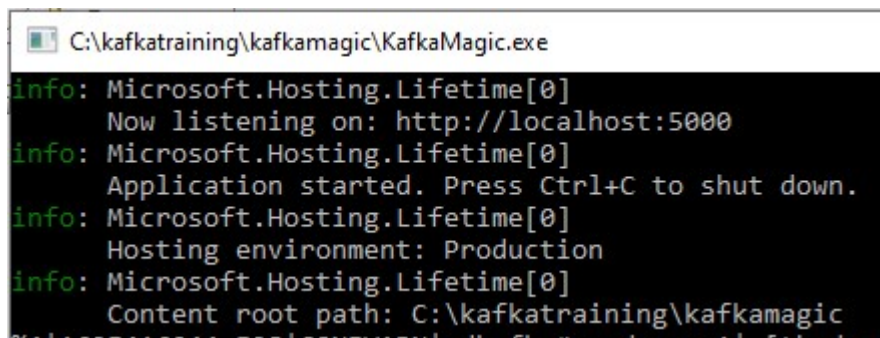 C:\kafkatraining\kafkamagic\KafkaMagic.exe
info: Microsoft.Hosting.Lifetime[0]
Now listening on: http://localhost:5000
info: Microsoft.Hosting.Lifetime[0]
Application started. Press Ctrl+C to shut down.
info: Microsoft.Hosting.Lifetime[0]
Hosting environment: Production
info: Microsoft.Hosting.Lifetime[0]
Content root path: C:\kafkatraining\kafkamagic